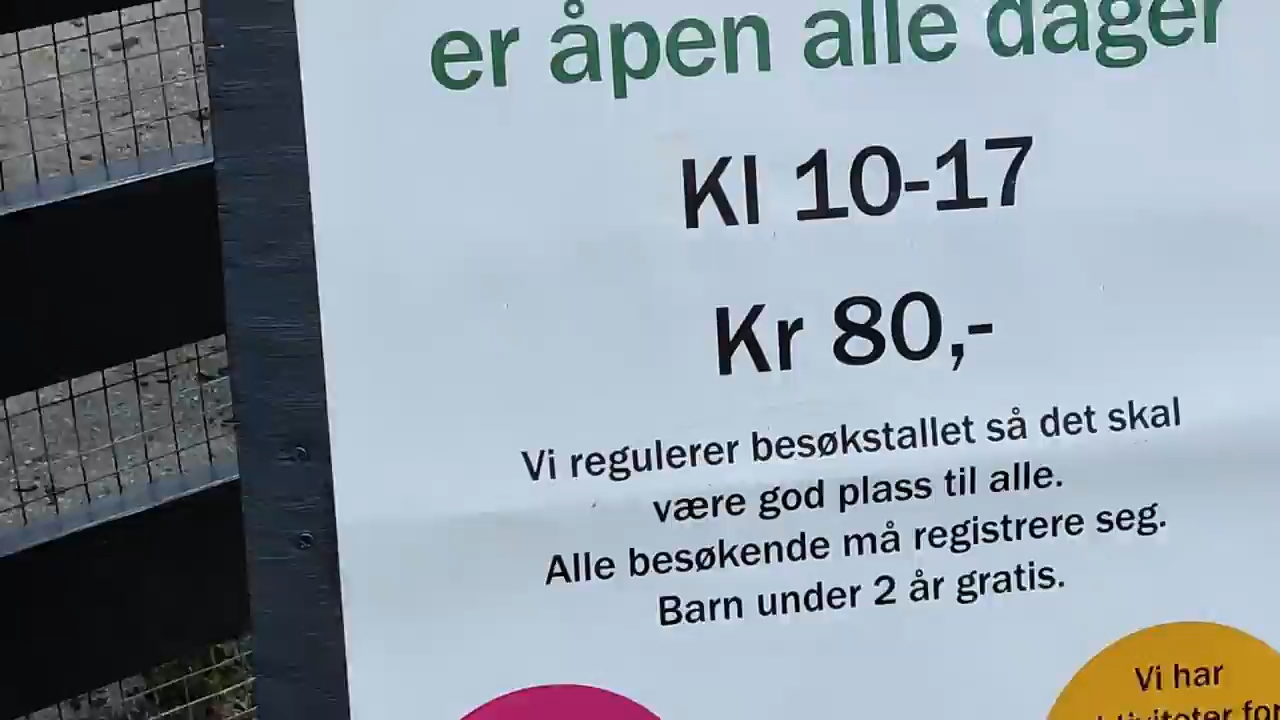 er åpen alle dager
Kl 10-17
Kr 80,-
Vi regulerer besøkstallet så det skal
være god plass til alle.
Alle besøkende må registrere seg.
Barn under 2 år gratis.
Vi har
for